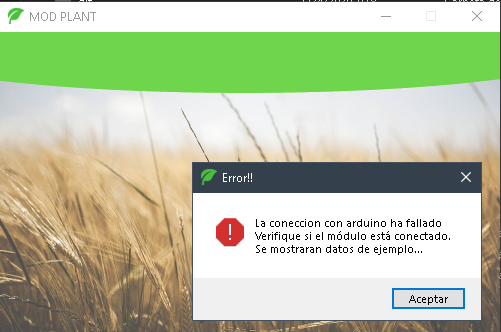 MOD PLANT
Error!!
La coneccion con arduino ha fallado
Verifique si el módulo está conectado.
Se mostraran datos de ejemplo...
Aceptar